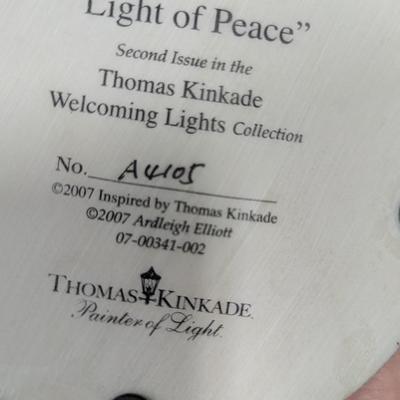 Light of Peace”
Second Issue in the
Thomas Kinkade
Welcoming Lights Collection
No. A4105
©2007 Inspired by Thomas Kinkade
©2007 Ardleigh Elliott
07-00341-002
THOMAS KINKADE
Painter of Light